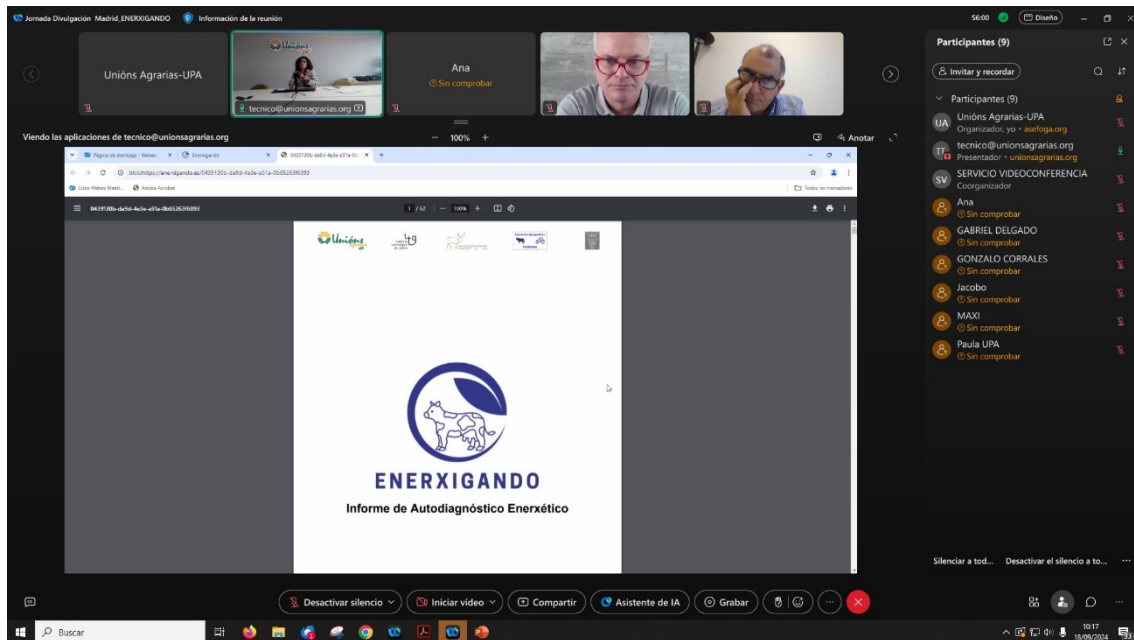 Jornada Divulgación Madrid_ENERXIGANDO
Información de la reunión
56:00
Diseño
Unións Agrarias-UPA
Unións
tecnico@unionsagrarias.org
Ana
Sin comprobar
Viendo las aplicaciones de tecnico@unionsagrarias.org
100%
Anotar
Enerxigando
Adobe Acrobat
Todos los marcadores
1 / 62
100%
Unións
ENERXIGANDO
Informe de Autodiagnóstico Enerxético
Participantes (9)
Invitar y recordar
Participantes (9)
UA
Unións Agrarias-UPA
Organizador, yo • asefoga.org
TT
tecnico@unionsagrarias.org
Presentador • unionsagrarias.org
SV
SERVICIO VIDEOCONFERENCIA
Coorganizador
Ana
Sin comprobar
GABRIEL DELGADO
Sin comprobar
GONZALO CORRALES
Sin comprobar
Jacobo
Sin comprobar
MAXI
Sin comprobar
Paula UPA
Sin comprobar
Silenciar a tod...
Desactivar el silencio a to...
Desactivar silencio
Iniciar vídeo
Compartir
Asistente de IA
Grabar
Buscar
10:17
18/09/2024